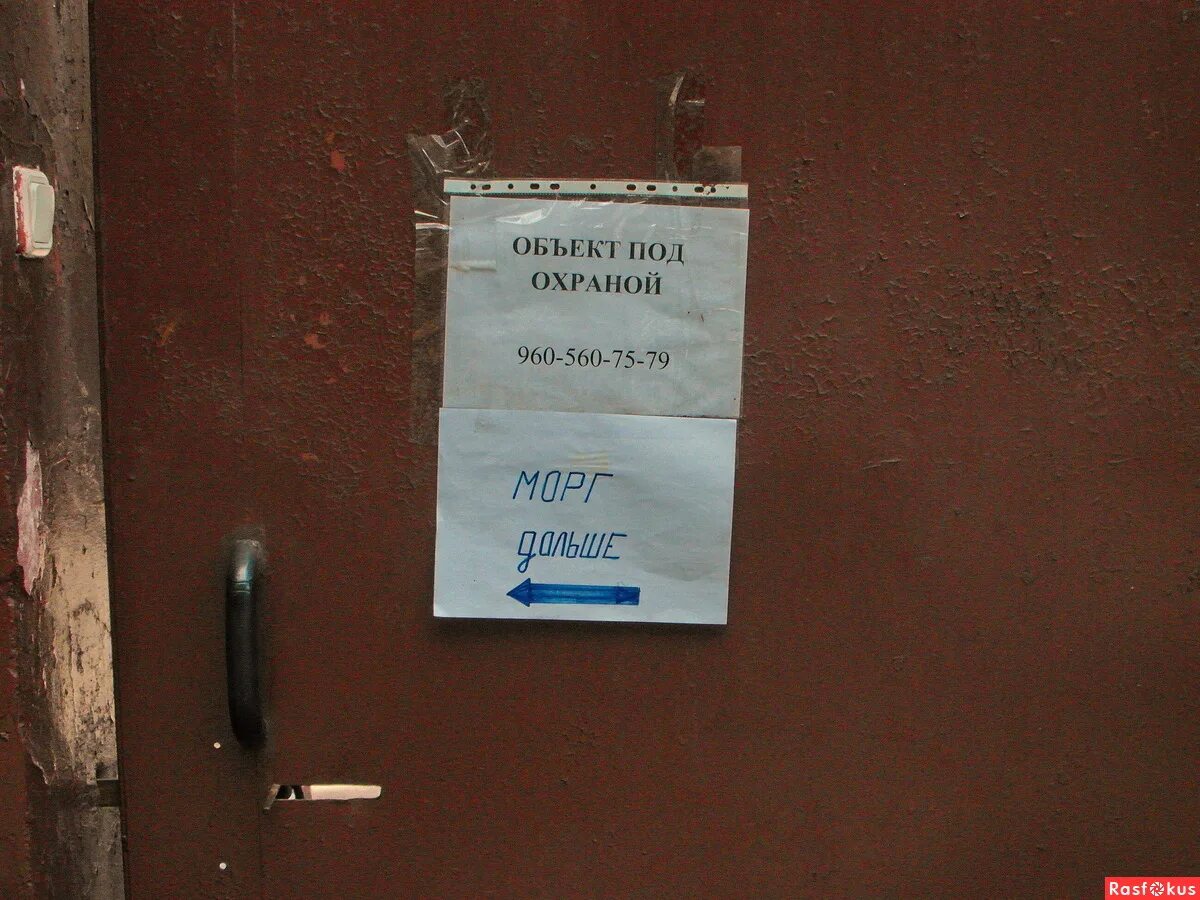 ОБЪЕКТ ПОД
ОХРАНОЙ
960-560-75-79
МОРГ
дальше
Rasfokus